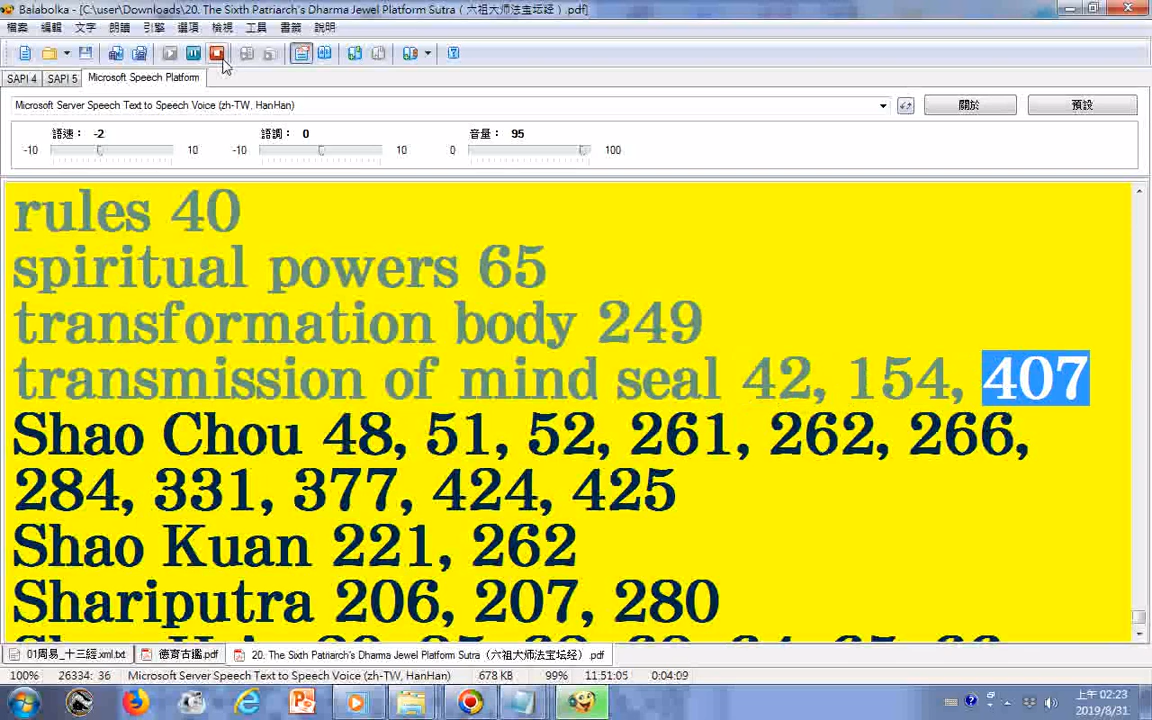 Balabolka - [C:\user\Downloads\20. The Sixth Patriarch's Dharma Jewel Platform Sutra（六祖大师法宝坛经）.pdf]
檔案 編輯 文字 朗讀 引擎 選項 檢視 工具 書籤 說明
SAPI 4 SAPI 5 Microsoft Speech Platform
Microsoft Server Speech Text to Speech Voice (zh-TW, HanHan) 關於 預設
語速： -2 語調： 0 音量： 95
-10 10 -10 10 0 100
rules 40
spiritual powers 65
transformation body 249
transmission of mind seal 42, 154, 407
Shao Chou 48, 51, 52, 261, 262, 266,
284, 331, 377, 424, 425
Shao Kuan 221, 262
Shariputra 206, 207, 280
01周易_十三經.xml.txt 德育古鑑.pdf 20. The Sixth Patriarch's Dharma Jewel Platform Sutra（六祖大师法宝坛经）.pdf
100% 26334: 36 Microsoft Server Speech Text to Speech Voice (zh-TW, HanHan) 678 KB 99% 11:51:05 0:04:09
上午 02:23
2019/8/31